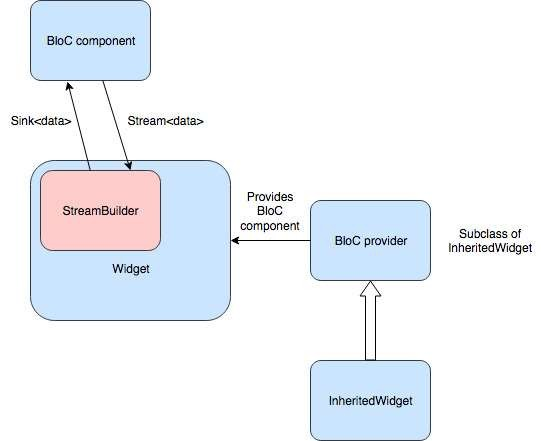 BloC component
Sink<data>
Stream<data>
StreamBuilder
Widget
Provides
BloC
component
BloC provider
Subclass of
InheritedWidget
InheritedWidget